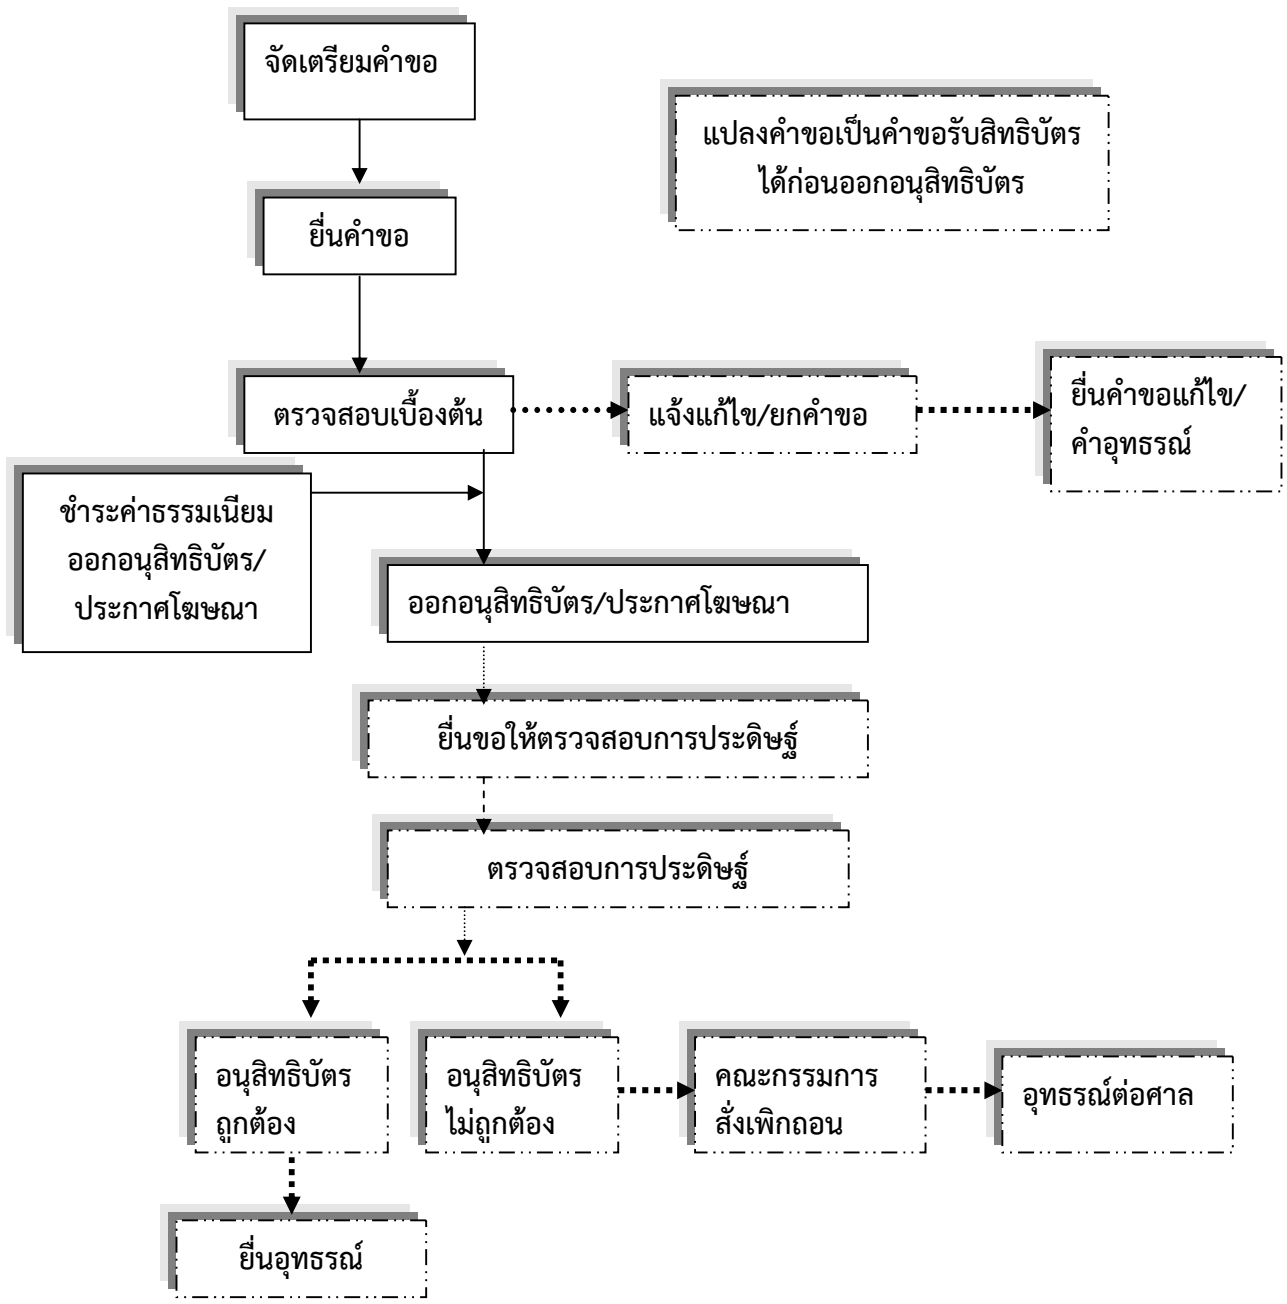 จัดเตรียมคำขอ
แปลงคำขอเป็นคำขอรับสิทธิบัตร
ได้ก่อนออกอนุสิทธิบัตร
ยื่นคำขอ
ตรวจสอบเบื้องต้น
แจ้งแก้ไข/ยกคำขอ
ยื่นคำขอแก้ไข/
คำอุทธรณ์
ชำระค่าธรรมเนียม
ออกอนุสิทธิบัตร/
ประกาศโฆษณา
ออกอนุสิทธิบัตร/ประกาศโฆษณา
ยื่นขอให้ตรวจสอบการประดิษฐ์
ตรวจสอบการประดิษฐ์
อนุสิทธิบัตร
ถูกต้อง
อนุสิทธิบัตร
ไม่ถูกต้อง
คณะกรรมการ
สั่งเพิกถอน
อุทธรณ์ต่อศาล
ยื่นอุทธรณ์